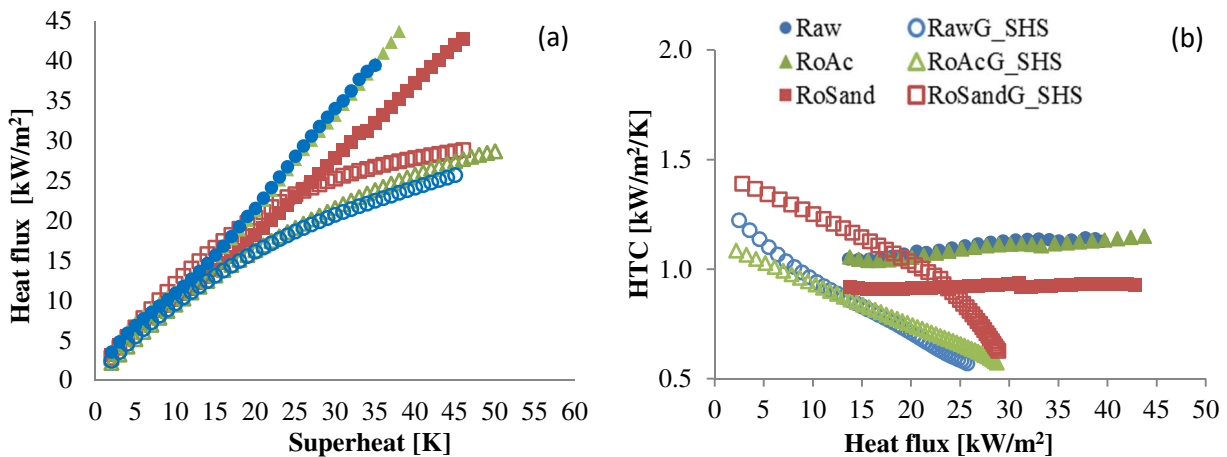 (a)
Heat flux [kW/m²]
45
40
35
30
25
20
15
10
5
0
0 5 10 15 20 25 30 35 40 45 50 55 60
Superheat [K]
(b)
Raw RawG_SHS
RoAc RoAcG_SHS
RoSand RoSandG_SHS
HTC [kW/m²/K]
2.0
1.5
1.0
0.5
0 5 10 15 20 25 30 35 40 45 50
Heat flux [kW/m²]